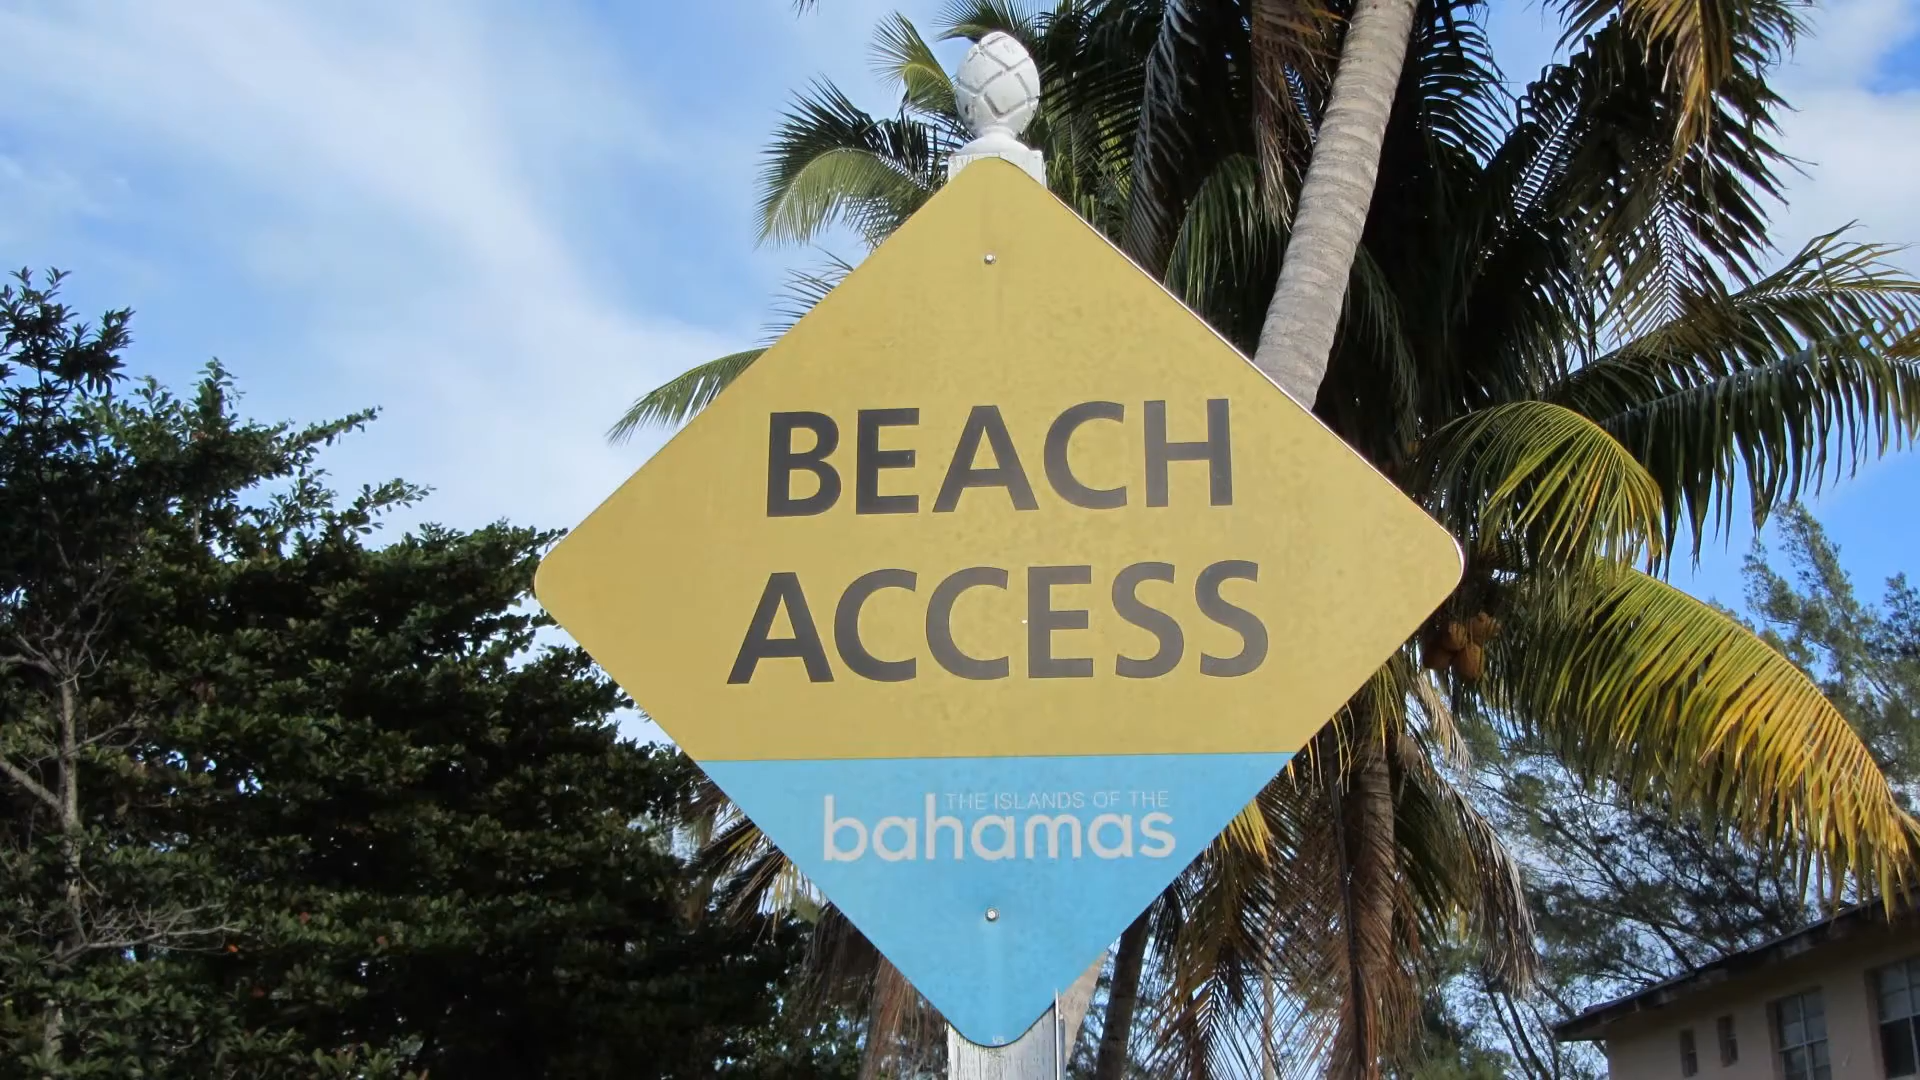 BEACH
ACCESS
THE ISLANDS OF THE
bahamas